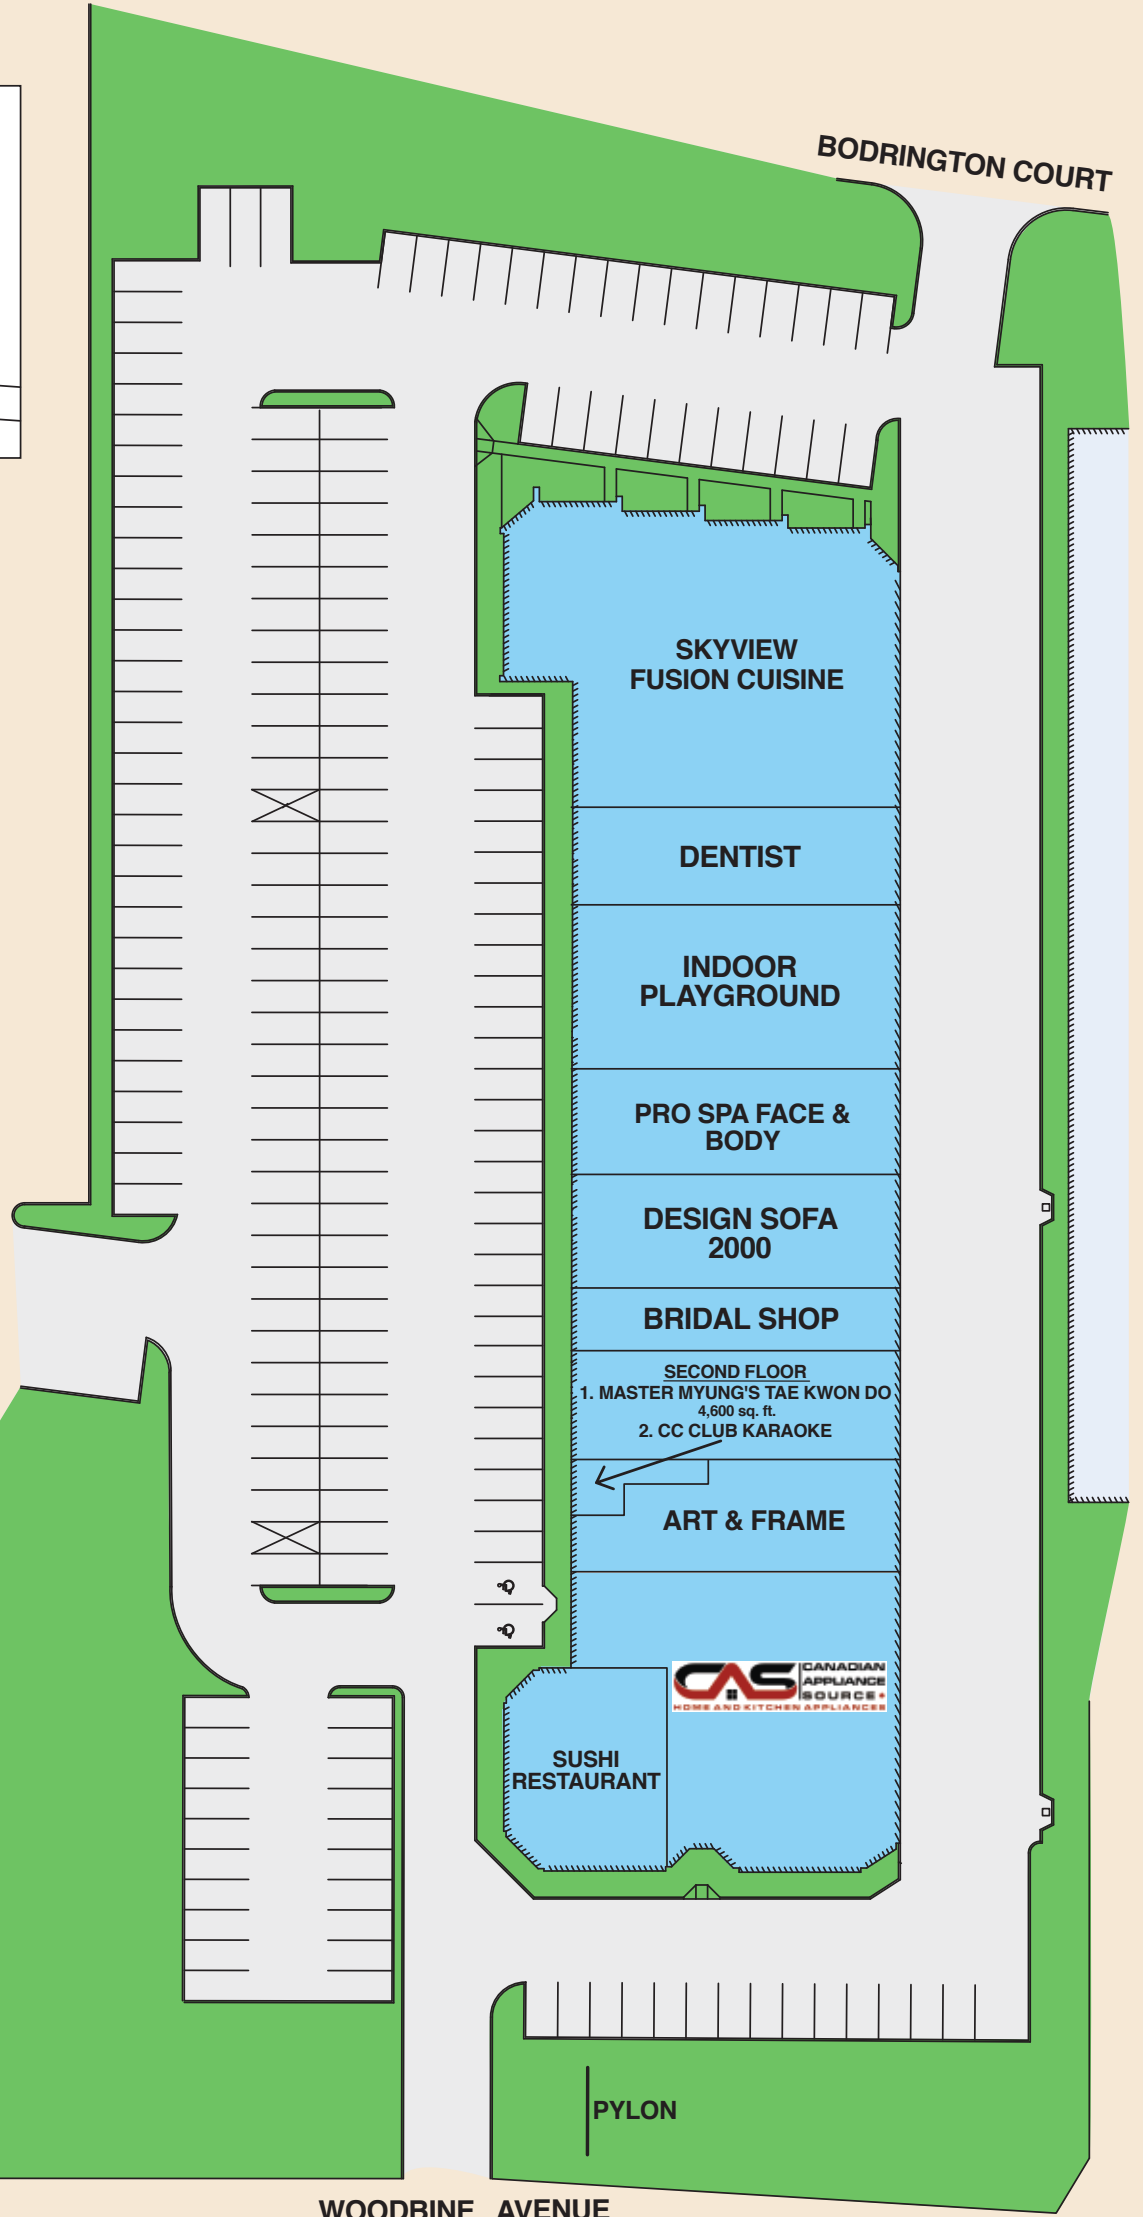 BODRINGTON COURT
SKYVIEW
FUSION CUISINE
DENTIST
INDOOR
PLAYGROUND
PRO SPA FACE &
BODY
DESIGN SOFA
2000
BRIDAL SHOP
SECOND FLOOR
1. MASTER MYUNG'S TAE KWON DO
4,600 sq. ft.
2. CC CLUB KARAOKE
ART & FRAME
CAS CANADIAN
APPLIANCE
SOURCE+
HOME AND KITCHEN APPLIANCES
SUSHI
RESTAURANT
PYLON
WOODBINE AVENUE